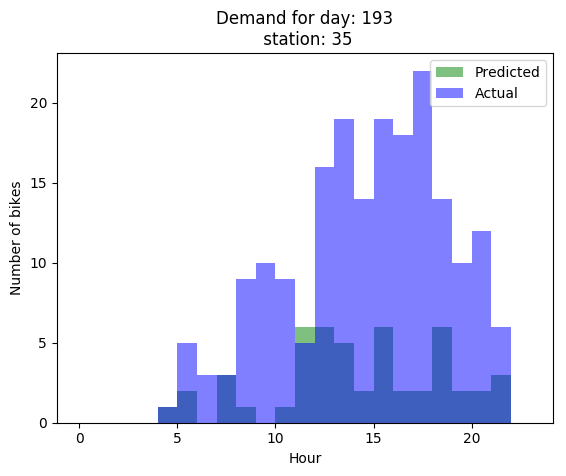 Demand for day: 193
station: 35
Predicted
Actual
Number of bikes
20
15
10
5
0
0
5
10
15
20
Hour